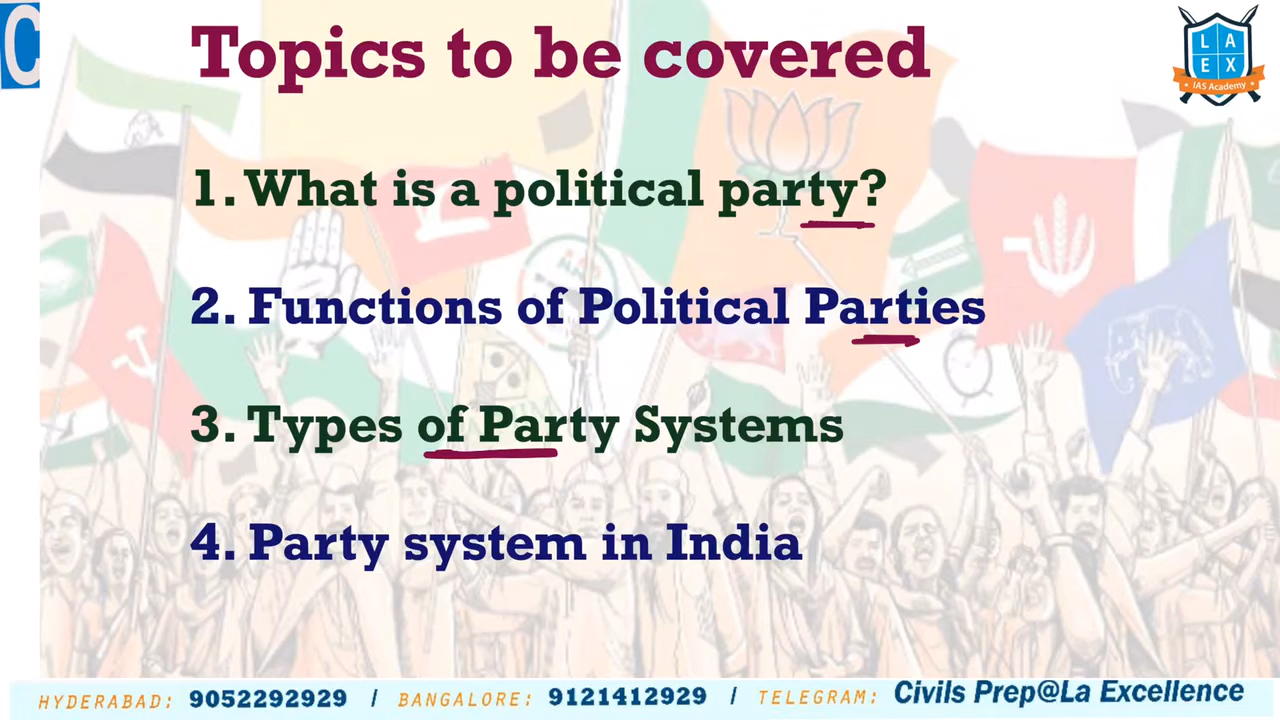 C
Topics to be covered
L A
E X
IAS Academy
1. What is a political party?
2. Functions of Political Parties
3. Types of Party Systems
4. Party system in India
HYDERABAD: 9052292929 / BANGALORE: 9121412929 / TELEGRAM: Civils Prep@La Excellence